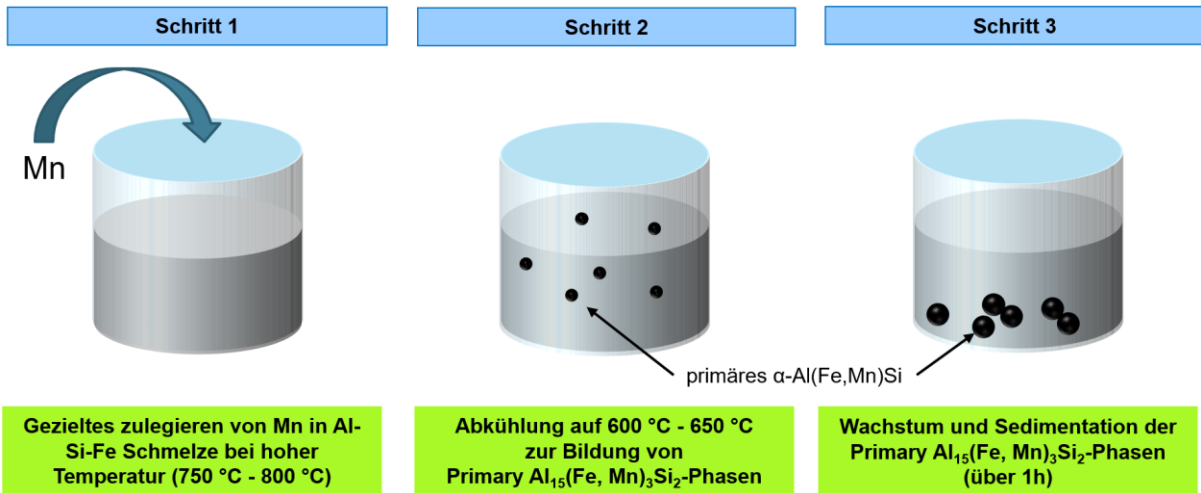 Schritt 1
Schritt 2
Schritt 3
Mn
primäres α-Al(Fe,Mn)Si
Gezieltes zulegieren von Mn in Al-
Si-Fe Schmelze bei hoher
Temperatur (750 °C - 800 °C)
Abkühlung auf 600 °C - 650 °C
zur Bildung von
Primary Al₁₅(Fe, Mn)₃Si₂-Phasen
Wachstum und Sedimentation der
Primary Al₁₅(Fe, Mn)₃Si₂-Phasen
(über 1h)